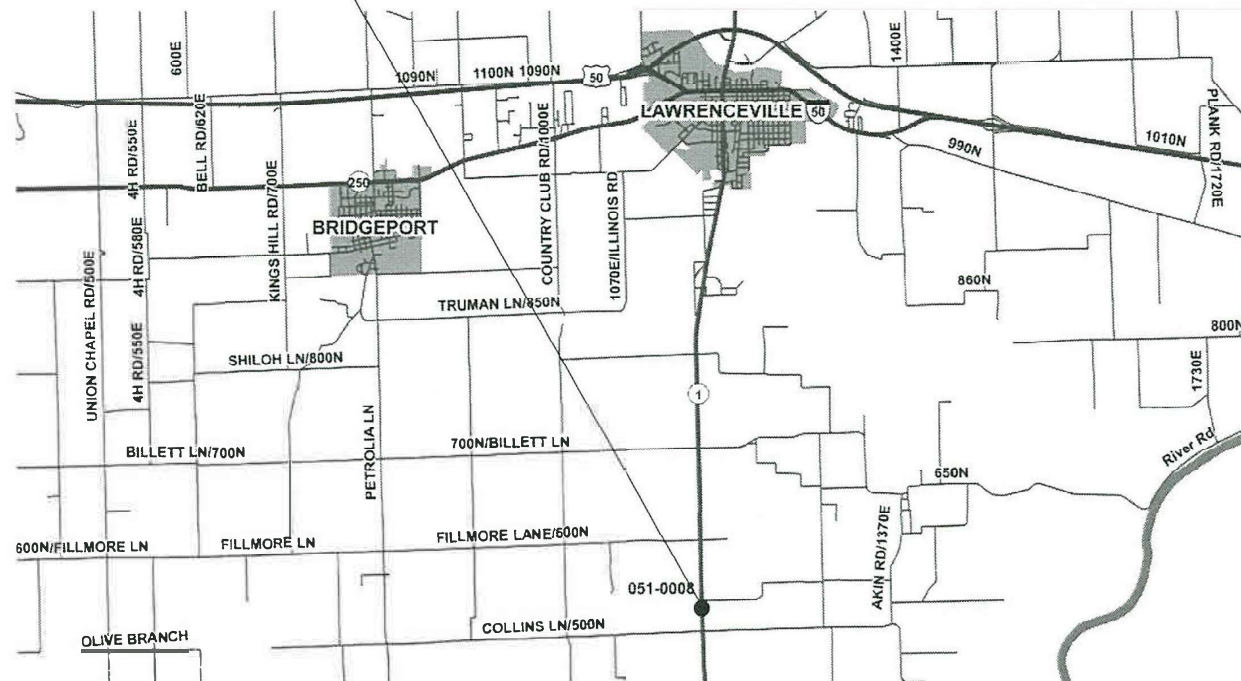 600E
1400E
1090N
1100N 1090N
50
BELL RD/620E
4H RD/550E
COUNTRY CLUB RD/1000E
LAWRENCEVILLE
50
990N
1010N
PLANK RD/1720E
KINGS HILL RD/700E
250
1070E/ILLINOIS RD
BRIDGEPORT
4H RD/580E
UNION CHAPEL RD/500E
TRUMAN LN/850N
860N
800N
4H RD/550E
SHILOH LN/800N
1730E
1
PETROLIA LN
BILLETT LN/700N
700N/BILLETT LN
River Rd
650N
AKIN RD/1370E
600N/FILLMORE LN
FILLMORE LN
FILLMORE LANE/600N
051-0008
COLLINS LN/500N
OLIVE BRANCH